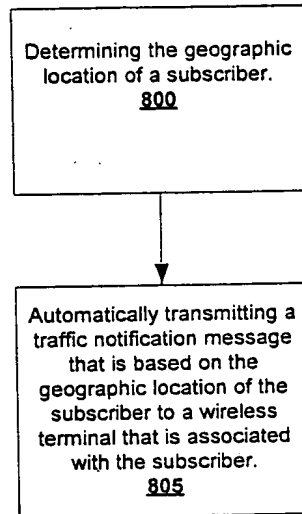 Determining the geographic
location of a subscriber.
800
Automatically transmitting a
traffic notification message
that is based on the
geographic location of the
subscriber to a wireless
terminal that is associated
with the subscriber.
805